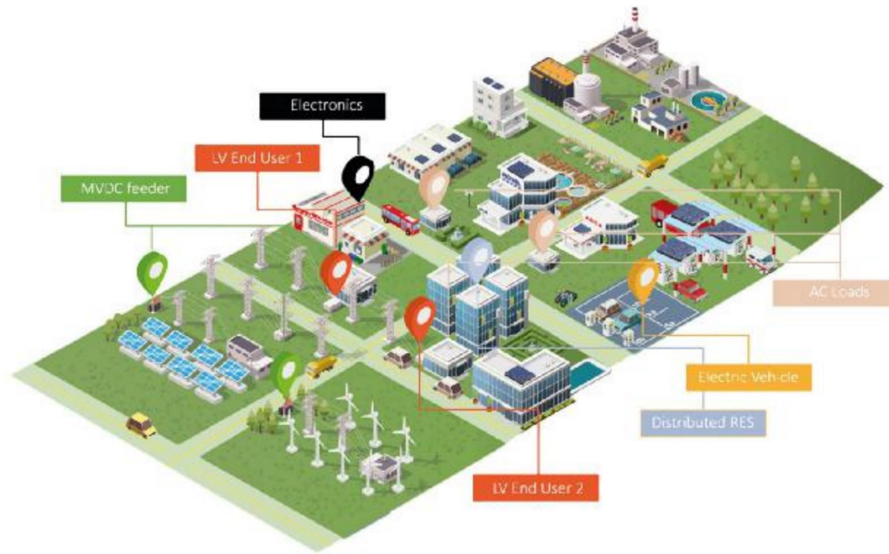 Electronics
LV End User 1
MVDC feeder
AC Loads
Electric Vehicle
Distributed RES
LV End User 2